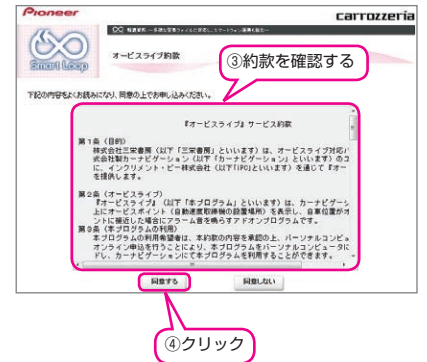 Pioneer
carrozzeria
Smart Loop
オービスライブ約款
③約款を確認する
下記の内容をよくお読みになり、同意の上でお申し込みください。
『オービスライブ』サービス約款
第1条（目的）
株式会社三栄書房（以下「三栄書房」といいます）は、オービスライブ対応パ
式会社製カーナビゲーション（以下「カーナビゲーション」といいます）のユ
に、インクリメント・ピー株式会社（以下「IPC」といいます）を通じて『オー
を提供します。
第2条（オービスライブ）
『オービスライブ』（以下「本プログラム」といいます）は、カーナビゲーシ
上にオービスポイント（自動速度取締機の設置場所）を表示し、自車位置がオ
ントに接近した場合にアラーム音を鳴らすアドオンプログラムです。
第3条（本プログラムの利用）
本プログラムの利用希望者は、本約款の内容を承認の上、パーソナルコンピュ
オンライン申込を行うことにより、本プログラムをパーソナルコンピュータに
ドし、カーナビゲーションにて本プログラムを利用することができます。
同意する
同意しない
④クリック